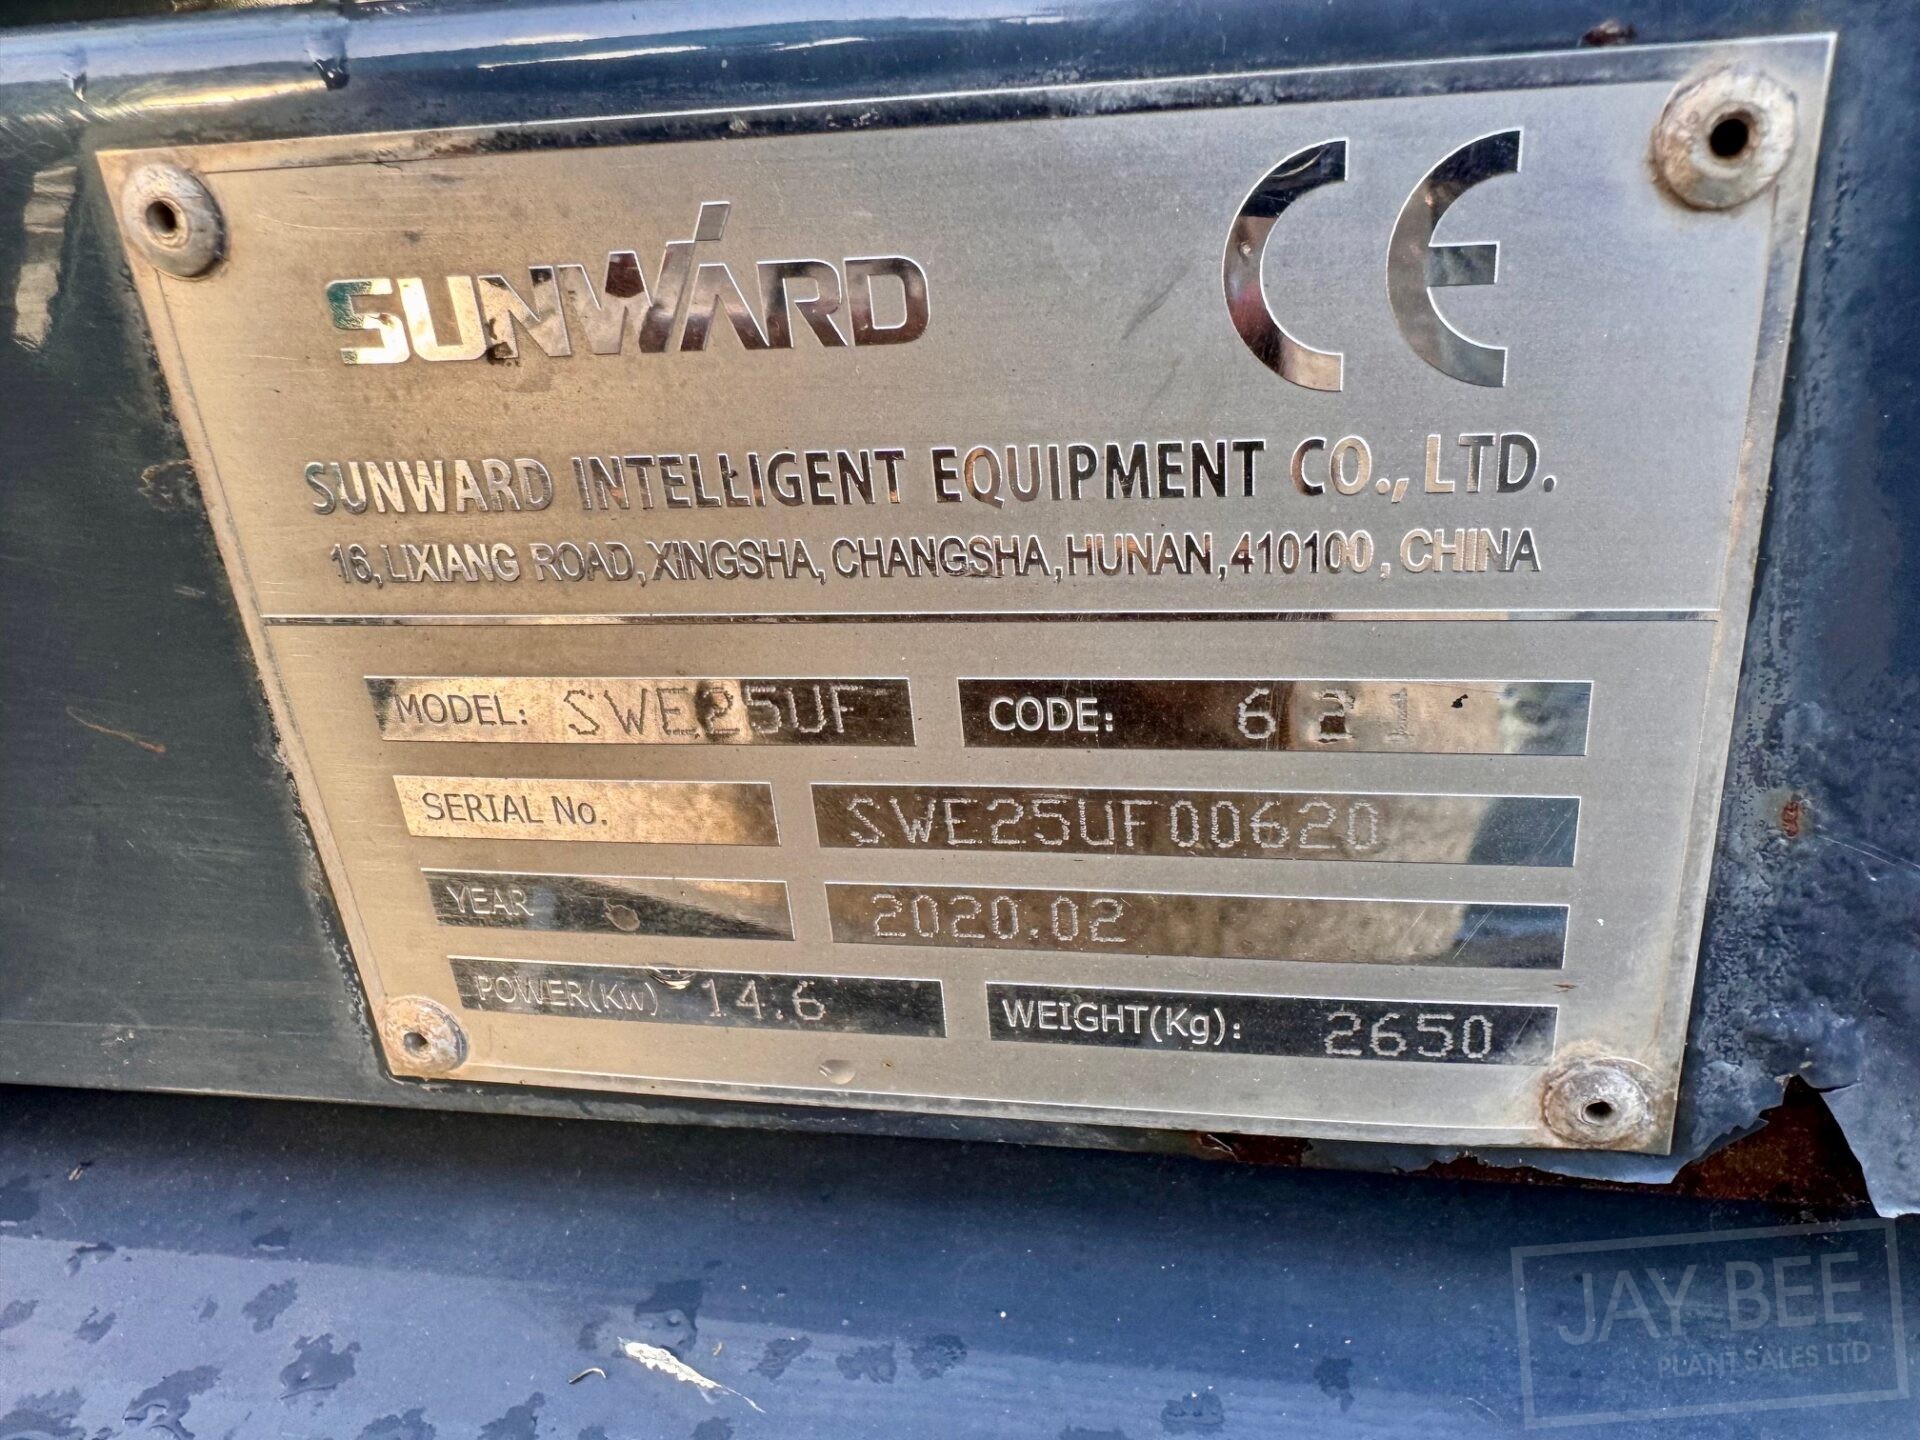 SUNWARD CE
SUNWARD INTELLIGENT EQUIPMENT CO., LTD.
16, LIXIANG ROAD, XINGSHA, CHANGSHA, HUNAN, 410100, CHINA
MODEL: SWE25UF CODE: 621
SERIAL No. SWE25UF00620
YEAR 2020.02
POWER(Kw) 14.6 WEIGHT(Kg): 2650
JAY BEE
PLANT SALES LTD